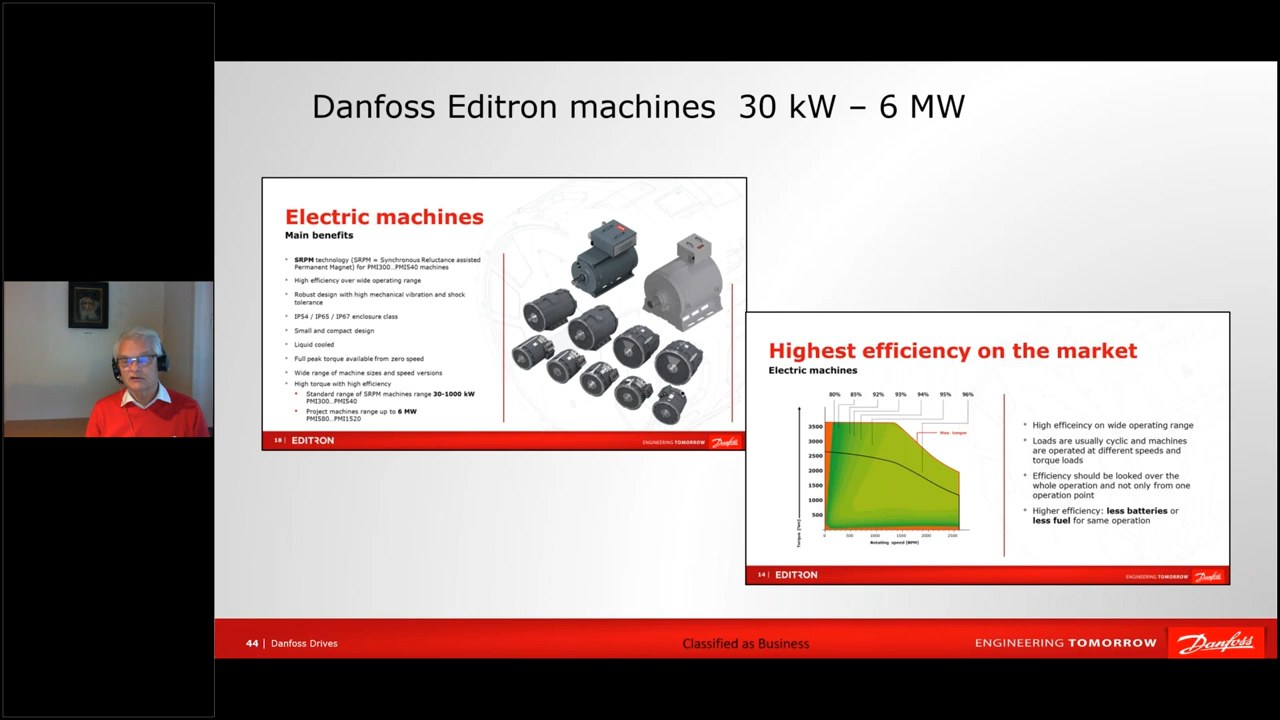 Danfoss Editron machines 30 kW – 6 MW
Electric machines
Main benefits
SRPM technology (SRPM = Synchronous Reluctance assisted
Permanent Magnet) for PMI300...PMI540 machines
High efficiency over wide operating range
Robust design with high mechanical vibration and shock
tolerance
IP54 / IP65 / IP67 enclosure class
Small and compact design
Liquid cooled
Full peak torque available from zero speed
Wide range of machine sizes and speed versions
High torque with high efficiency
Standard range of SRPM machines range 30-1000 kW
PMI300...PMI540
Project machines range up to 6 MW
PMI580...PMI1520
18 | EDITRON
ENGINEERING TOMORROW
Danfoss
Highest efficiency on the market
Electric machines
80% 85% 92% 93% 94% 95% 96%
Max. torque
3500
3000
2500
2000
1500
1000
500
0 500 1000 1500 2000 2500
Torque [Nm]
Rotating speed [RPM]
High efficeincy on wide operating range
Loads are usually cyclic and machines
are operated at different speeds and
torque loads
Efficiency should be looked over the
whole operation and not only from one
operation point
Higher efficiency: less batteries or
less fuel for same operation
14 | EDITRON
ENGINEERING TOMORROW
Danfoss
44 | Danfoss Drives
Classified as Business
ENGINEERING TOMORROW
Danfoss